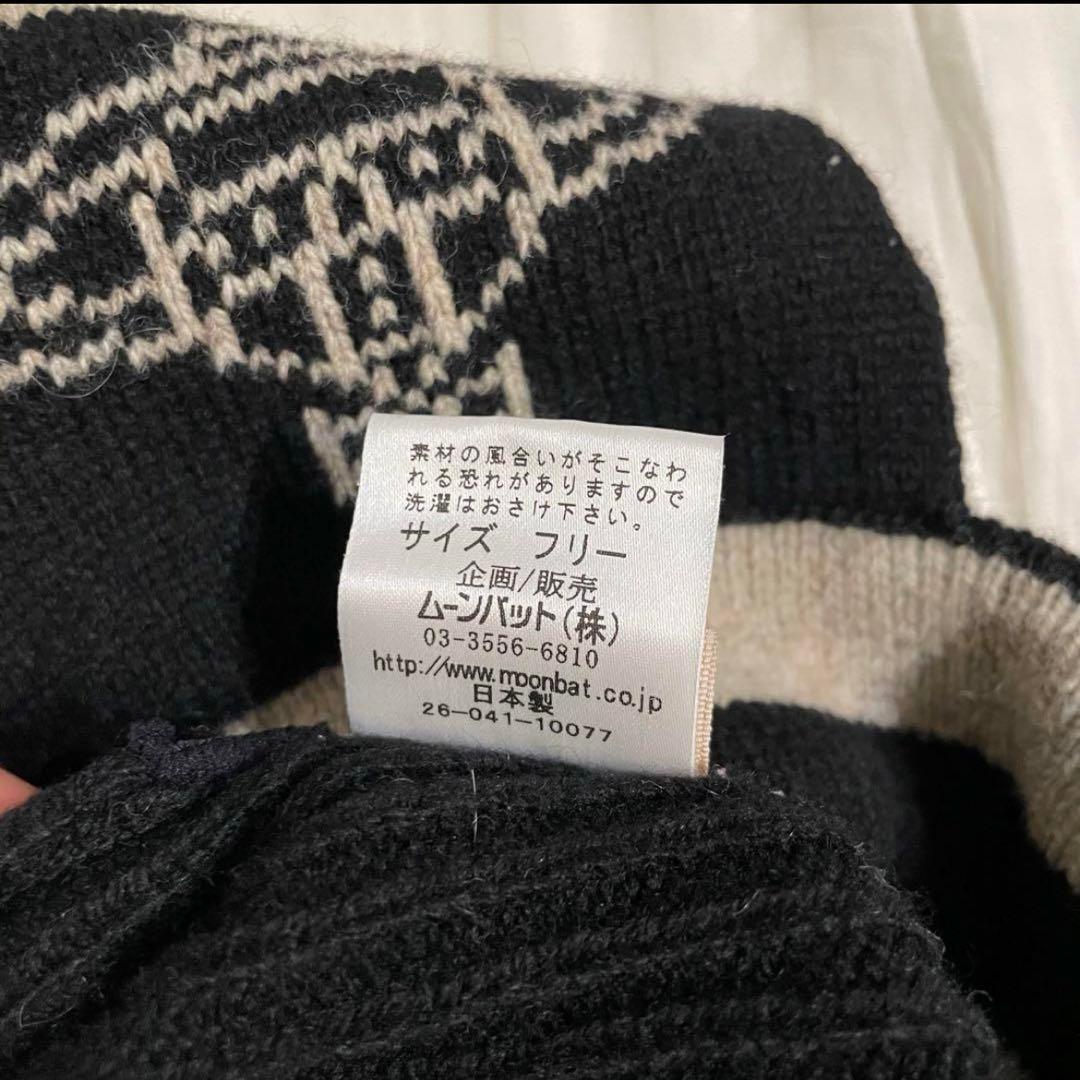 素材の風合いがそこなわ
れる恐れがありますので
洗濯はおさけ下さい。
サイズ フリー
企画/販売
ムーンバット(株)
03-3556-6810
http://www.moonbat.co.jp
日本製
26-041-10077